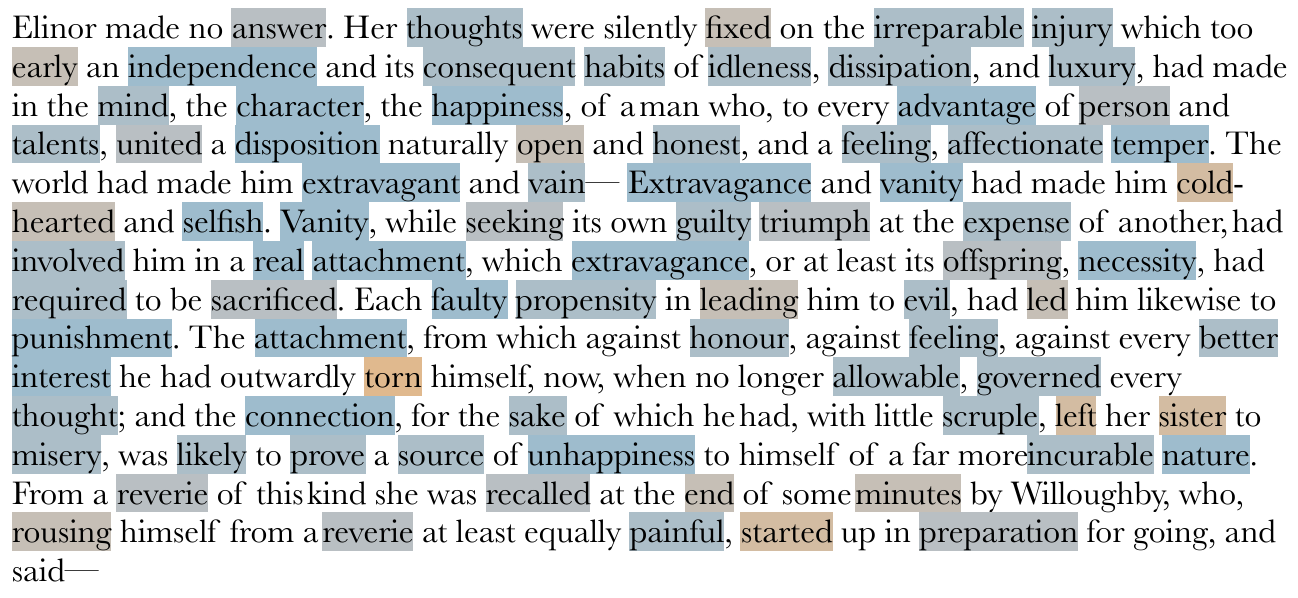 Elinor made no answer. Her thoughts were silently fixed on the irreparable injury which too
early an independence and its consequent habits of idleness, dissipation, and luxury, had made
in the mind, the character, the happiness, of a man who, to every advantage of person and
talents, united a disposition naturally open and honest, and a feeling, affectionate temper. The
world had made him extravagant and vain— Extravagance and vanity had made him cold-
hearted and selfish. Vanity, while seeking its own guilty triumph at the expense of another, had
involved him in a real attachment, which extravagance, or at least its offspring, necessity, had
required to be sacrificed. Each faulty propensity in leading him to evil, had led him likewise to
punishment. The attachment, from which against honour, against feeling, against every better
interest he had outwardly torn himself, now, when no longer allowable, governed every
thought; and the connection, for the sake of which he had, with little scruple, left her sister to
misery, was likely to prove a source of unhappiness to himself of a far more incurable nature.
From a reverie of this kind she was recalled at the end of some minutes by Willoughby, who,
rousing himself from a reverie at least equally painful, started up in preparation for going, and
said—